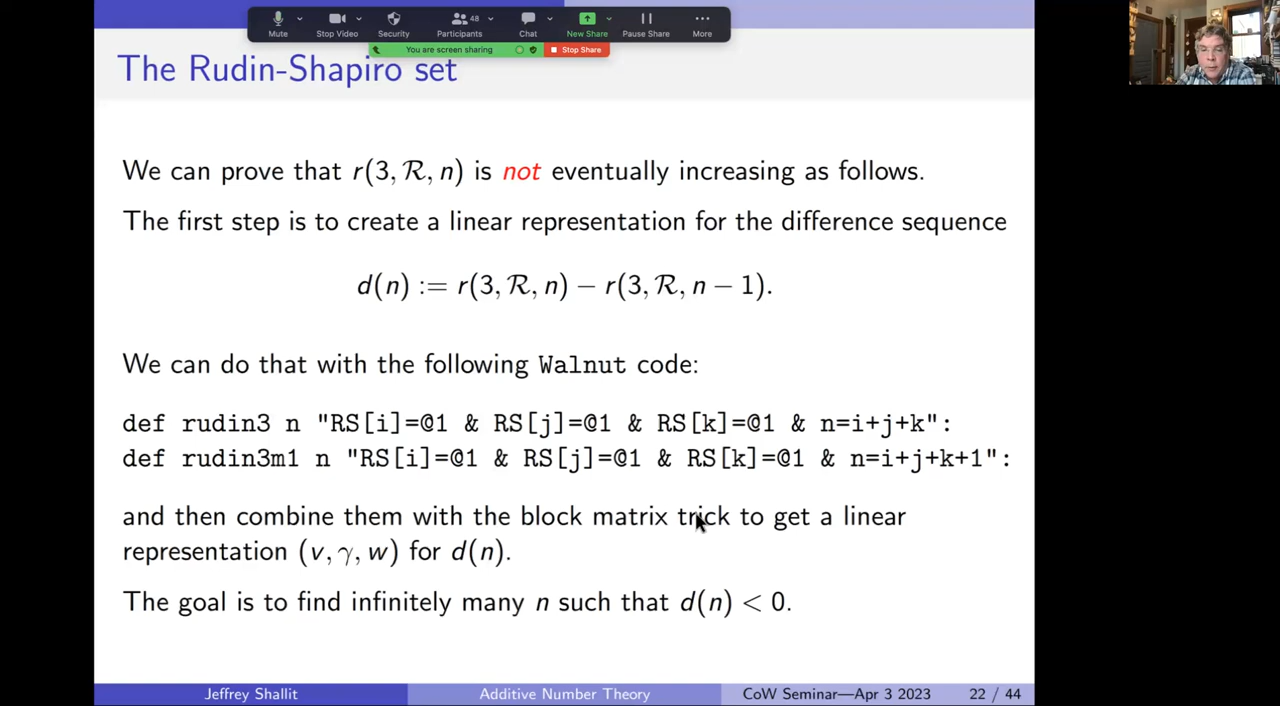 Mute
Stop Video
Security
Participants
48
Chat
New Share
Pause Share
More
You are screen sharing
Stop Share
The Rudin-Shapiro set
We can prove that r(3, ℛ, n) is not eventually increasing as follows.
The first step is to create a linear representation for the difference sequence
d(n) := r(3, ℛ, n) − r(3, ℛ, n − 1).
We can do that with the following Walnut code:
def rudin3 n "RS[i]=@1 & RS[j]=@1 & RS[k]=@1 & n=i+j+k":
def rudin3m1 n "RS[i]=@1 & RS[j]=@1 & RS[k]=@1 & n=i+j+k+1":
and then combine them with the block matrix trick to get a linear
representation (v, γ, w) for d(n).
The goal is to find infinitely many n such that d(n) < 0.
Jeffrey Shallit
Additive Number Theory
CoW Seminar—Apr 3 2023
22 / 44